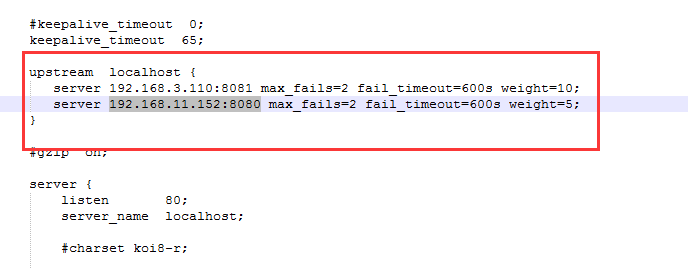 #keepalive_timeout  0;
keepalive_timeout  65;
upstream  localhost {
server 192.168.3.110:8081 max_fails=2 fail_timeout=600s weight=10;
server 192.168.11.152:8080 max_fails=2 fail_timeout=600s weight=5;
}
#gzip  on;
server {
listen       80;
server_name  localhost;
#charset koi8-r;